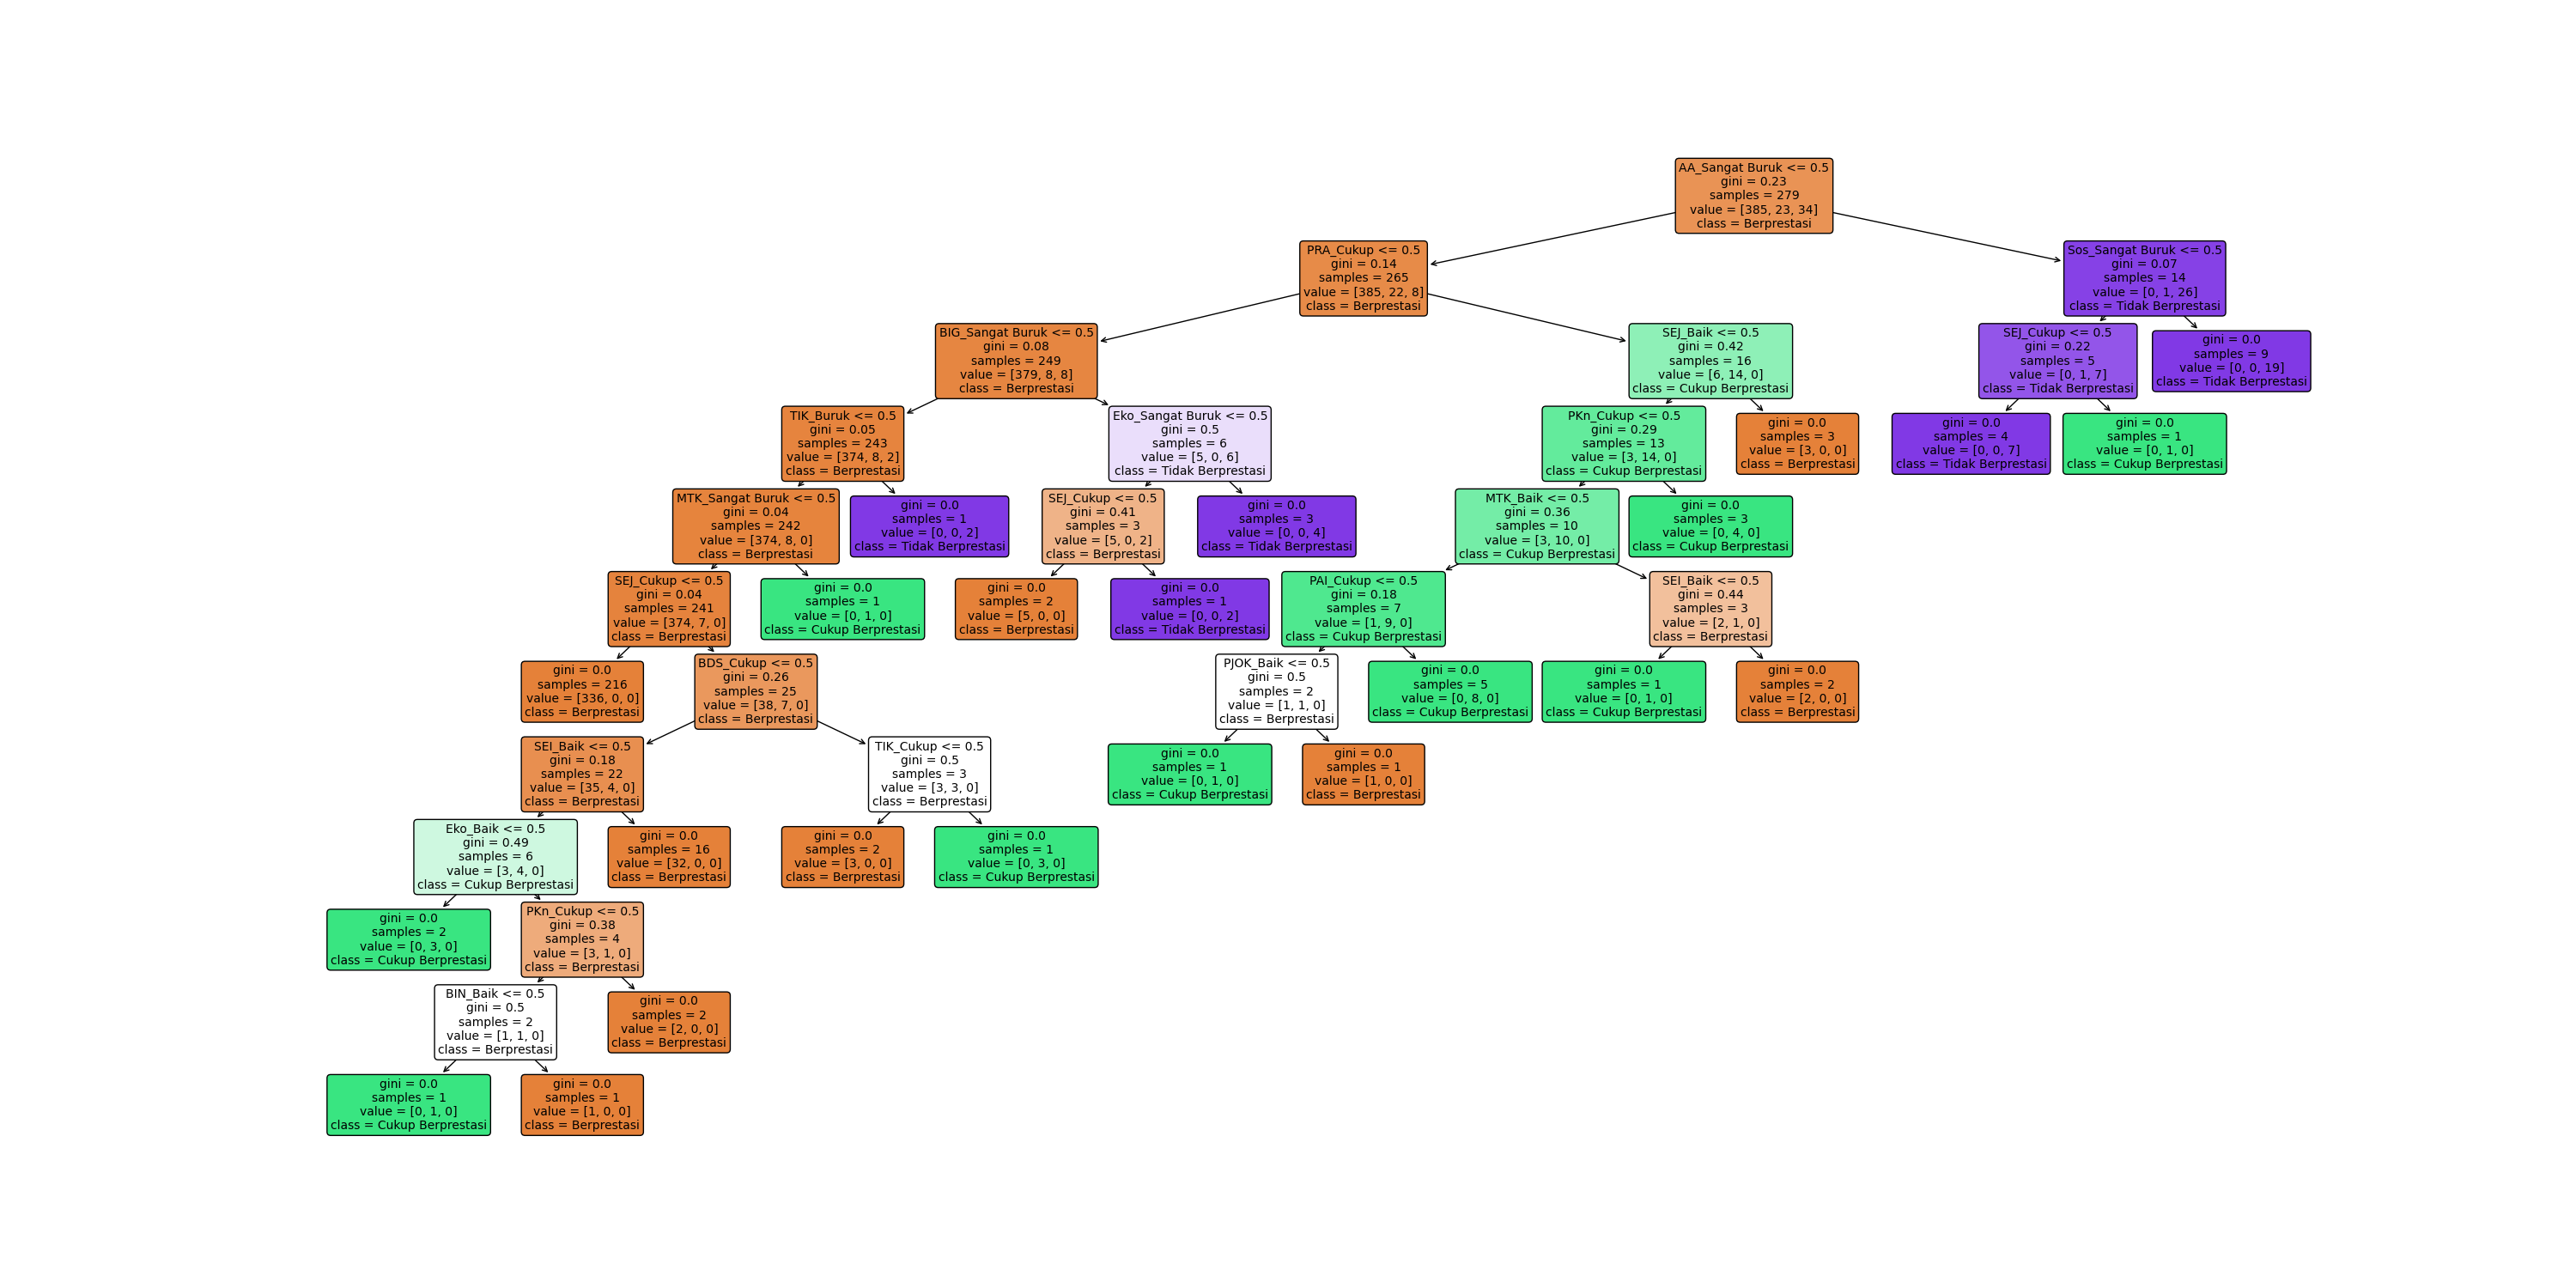 AA_Sangat Buruk <= 0.5
gini = 0.23
samples = 279
value = [385, 23, 34]
class = Berprestasi
PRA_Cukup <= 0.5
gini = 0.14
samples = 265
value = [385, 22, 8]
class = Berprestasi
Sos_Sangat Buruk <= 0.5
gini = 0.07
samples = 14
value = [0, 1, 26]
class = Tidak Berprestasi
BIG_Sangat Buruk <= 0.5
gini = 0.08
samples = 249
value = [379, 8, 8]
class = Berprestasi
SEJ_Baik <= 0.5
gini = 0.42
samples = 16
value = [6, 14, 0]
class = Cukup Berprestasi
SEJ_Cukup <= 0.5
gini = 0.22
samples = 5
value = [0, 1, 7]
class = Tidak Berprestasi
gini = 0.0
samples = 9
value = [0, 0, 19]
class = Tidak Berprestasi
TIK_Buruk <= 0.5
gini = 0.05
samples = 243
value = [374, 8, 2]
class = Berprestasi
Eko_Sangat Buruk <= 0.5
gini = 0.5
samples = 6
value = [5, 0, 6]
class = Tidak Berprestasi
PKn_Cukup <= 0.5
gini = 0.29
samples = 13
value = [3, 14, 0]
class = Cukup Berprestasi
gini = 0.0
samples = 3
value = [3, 0, 0]
class = Berprestasi
gini = 0.0
samples = 4
value = [0, 0, 7]
class = Tidak Berprestasi
gini = 0.0
samples = 1
value = [0, 1, 0]
class = Cukup Berprestasi
MTK_Sangat Buruk <= 0.5
gini = 0.04
samples = 242
value = [374, 8, 0]
class = Berprestasi
gini = 0.0
samples = 1
value = [0, 0, 2]
class = Tidak Berprestasi
SEJ_Cukup <= 0.5
gini = 0.41
samples = 3
value = [5, 0, 2]
class = Berprestasi
gini = 0.0
samples = 3
value = [0, 0, 4]
class = Tidak Berprestasi
MTK_Baik <= 0.5
gini = 0.36
samples = 10
value = [3, 10, 0]
class = Cukup Berprestasi
gini = 0.0
samples = 3
value = [0, 4, 0]
class = Cukup Berprestasi
SEJ_Cukup <= 0.5
gini = 0.04
samples = 241
value = [374, 7, 0]
class = Berprestasi
gini = 0.0
samples = 1
value = [0, 1, 0]
class = Cukup Berprestasi
gini = 0.0
samples = 2
value = [5, 0, 0]
class = Berprestasi
gini = 0.0
samples = 1
value = [0, 0, 2]
class = Tidak Berprestasi
PAI_Cukup <= 0.5
gini = 0.18
samples = 7
value = [1, 9, 0]
class = Cukup Berprestasi
SEI_Baik <= 0.5
gini = 0.44
samples = 3
value = [2, 1, 0]
class = Berprestasi
gini = 0.0
samples = 216
value = [336, 0, 0]
class = Berprestasi
BDS_Cukup <= 0.5
gini = 0.26
samples = 25
value = [38, 7, 0]
class = Berprestasi
PJOK_Baik <= 0.5
gini = 0.5
samples = 2
value = [1, 1, 0]
class = Berprestasi
gini = 0.0
samples = 5
value = [0, 8, 0]
class = Cukup Berprestasi
gini = 0.0
samples = 1
value = [0, 1, 0]
class = Cukup Berprestasi
gini = 0.0
samples = 2
value = [2, 0, 0]
class = Berprestasi
SEI_Baik <= 0.5
gini = 0.18
samples = 22
value = [35, 4, 0]
class = Berprestasi
TIK_Cukup <= 0.5
gini = 0.5
samples = 3
value = [3, 3, 0]
class = Berprestasi
gini = 0.0
samples = 1
value = [0, 1, 0]
class = Cukup Berprestasi
gini = 0.0
samples = 1
value = [1, 0, 0]
class = Berprestasi
Eko_Baik <= 0.5
gini = 0.49
samples = 6
value = [3, 4, 0]
class = Cukup Berprestasi
gini = 0.0
samples = 16
value = [32, 0, 0]
class = Berprestasi
gini = 0.0
samples = 2
value = [3, 0, 0]
class = Berprestasi
gini = 0.0
samples = 1
value = [0, 3, 0]
class = Cukup Berprestasi
gini = 0.0
samples = 2
value = [0, 3, 0]
class = Cukup Berprestasi
PKn_Cukup <= 0.5
gini = 0.38
samples = 4
value = [3, 1, 0]
class = Berprestasi
BIN_Baik <= 0.5
gini = 0.5
samples = 2
value = [1, 1, 0]
class = Berprestasi
gini = 0.0
samples = 2
value = [2, 0, 0]
class = Berprestasi
gini = 0.0
samples = 1
value = [0, 1, 0]
class = Cukup Berprestasi
gini = 0.0
samples = 1
value = [1, 0, 0]
class = Berprestasi